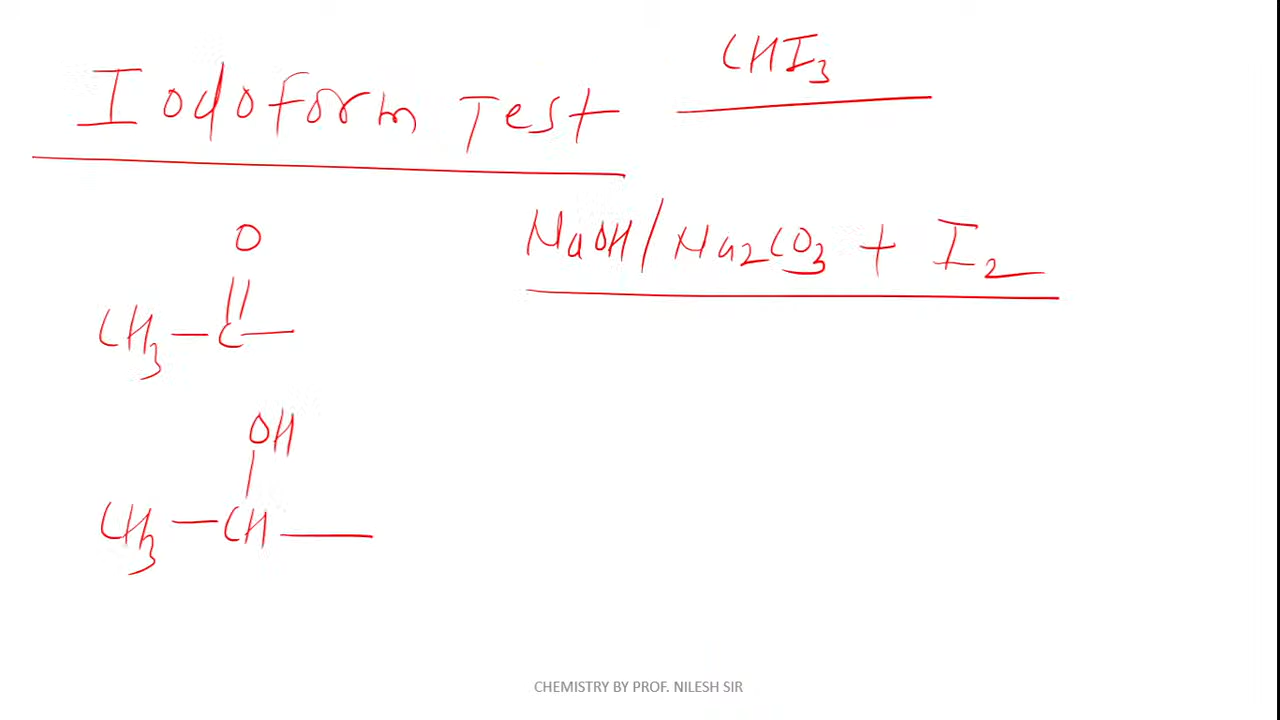 CHI3
Iodoform Test
NaOH/Na2CO3 + I2
O
CH3-C-
OH
CH3-CH-
CHEMISTRY BY PROF. NILESH SIR